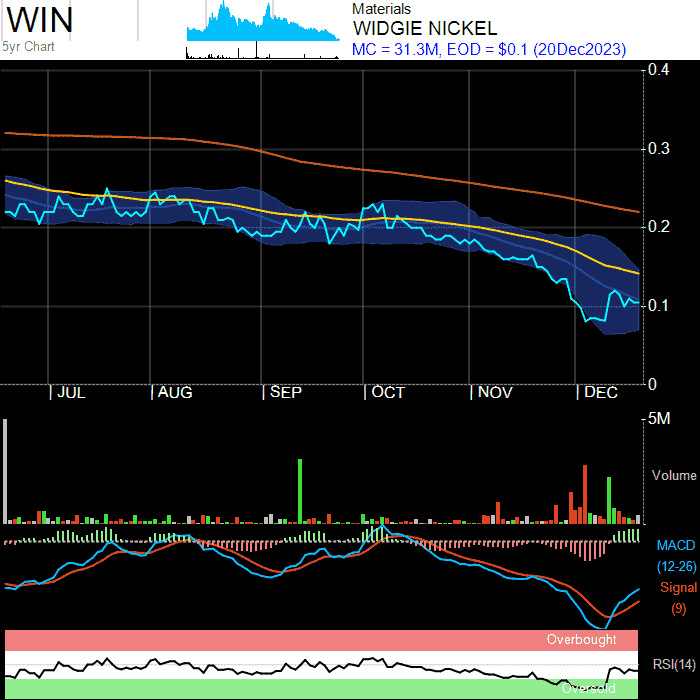 WIN
5yr Chart
Materials
WIDGIE NICKEL
MC = 31.3M, EOD = $0.1 (20Dec2023)
0.4
0.3
0.2
0.1
0
| JUL | AUG | SEP | OCT | NOV | DEC
5M
Volume
MACD
(12-26)
Signal
(9)
Overbought
RSI(14)
Oversold